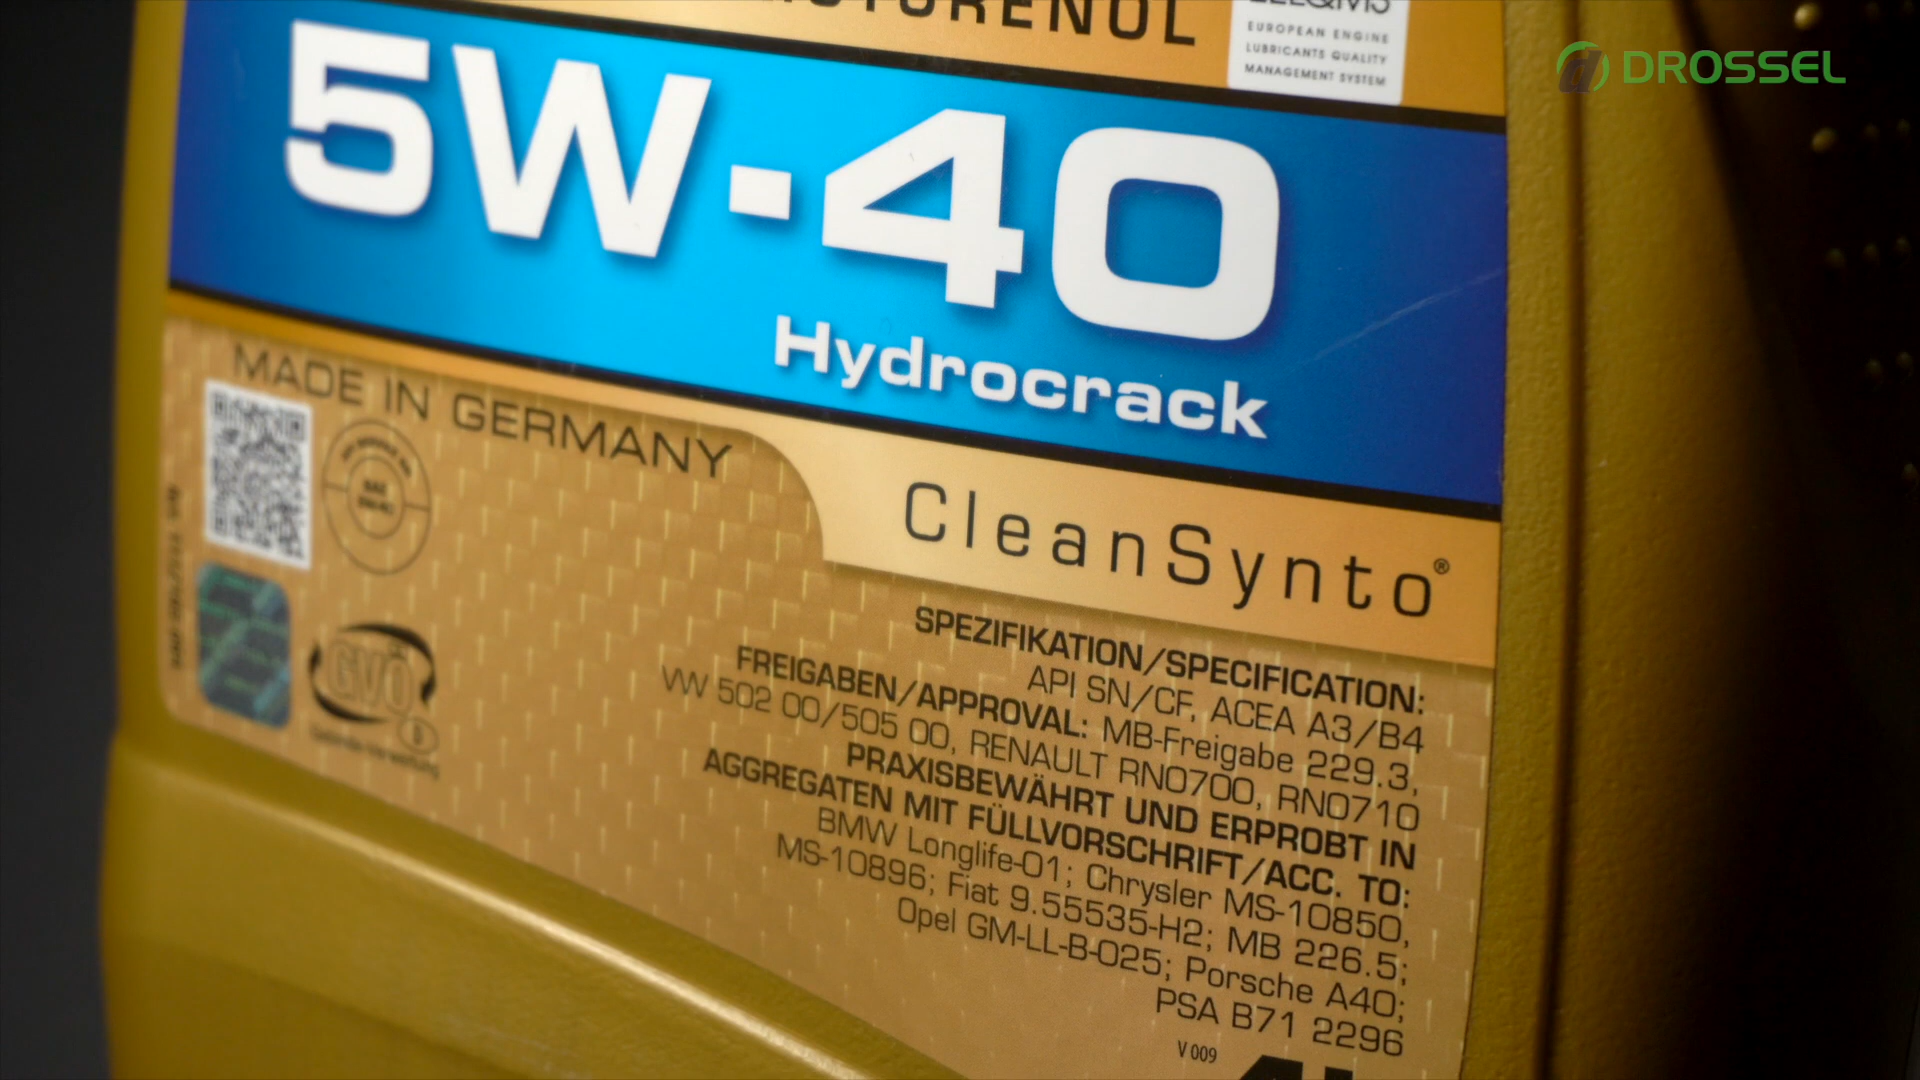 MOTORENÖL
EUROPEAN ENGINE
LUBRICANTS QUALITY
MANAGEMENT SYSTEM
DROSSEL
5W-40
Hydrocrack
MADE IN GERMANY
CleanSynto®
SAE
GVÖ
SPEZIFIKATION/SPECIFICATION:
API SN/CF, ACEA A3/B4
FREIGABEN/APPROVAL: MB-Freigabe 229.3,
VW 502 00/505 00, RENAULT RN0700, RN0710
PRAXISBEWÄHRT UND ERPROBT IN
AGGREGATEN MIT FÜLLVORSCHRIFT/ACC. TO:
BMW Longlife-01; Chrysler MS-10850,
MS-10896; Fiat 9.55535-H2; MB 226.5;
Opel GM-LL-B-025; Porsche A40;
PSA B71 2296
V 009